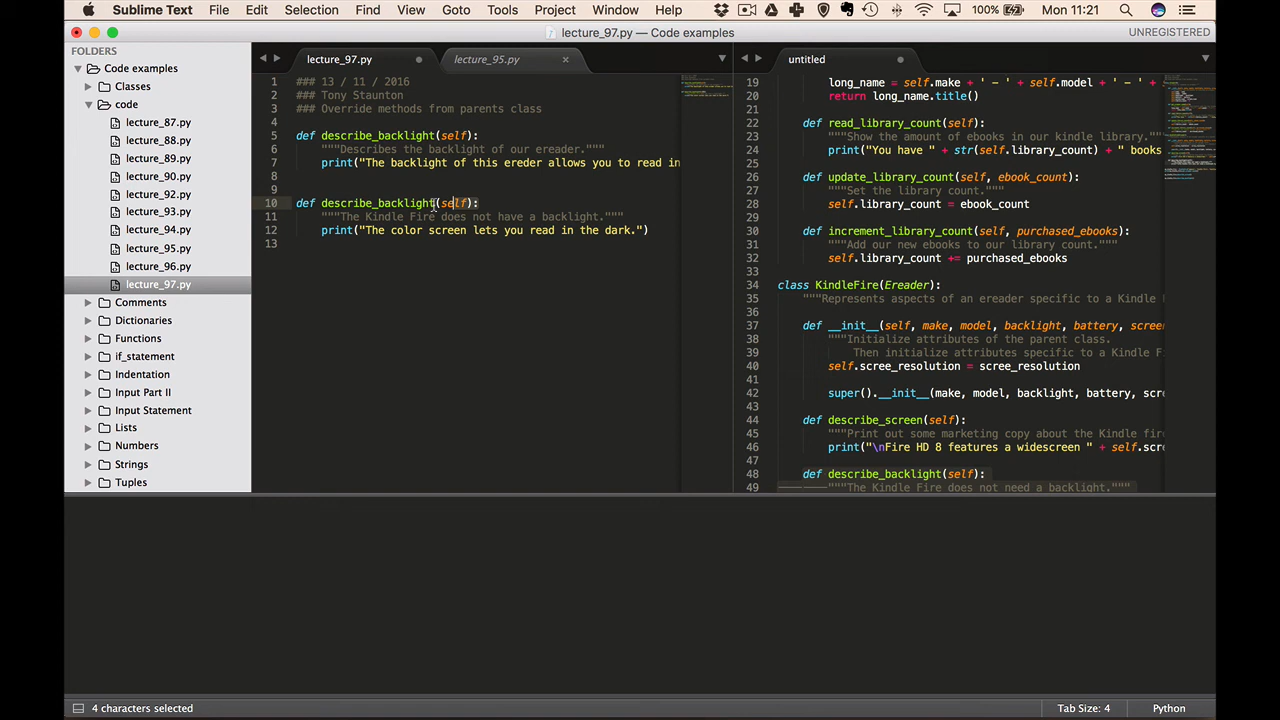 Sublime Text File Edit Selection Find View Goto Tools Project Window Help 100% Mon 11:21
lecture_97.py — Code examples UNREGISTERED
FOLDERS
Code examples
Classes
code
lecture_87.py
lecture_88.py
lecture_89.py
lecture_90.py
lecture_92.py
lecture_93.py
lecture_94.py
lecture_95.py
lecture_96.py
lecture_97.py
Comments
Dictionaries
Functions
if_statement
Indentation
Input Part II
Input Statement
Lists
Numbers
Strings
Tuples
lecture_97.py lecture_95.py
1 ### 13 / 11 / 2016
2 ### Tony Staunton
3 ### Override methods from parents class
4
5 def describe_backlight(self):
6 """Describes the backlight of your ereader."""
7 print("The backlight of this ereder allows you to read in
8
9
10 def describe_backlight(self):
11 """The Kindle Fire does not have a backlight."""
12 print("The color screen lets you read in the dark.")
13
untitled
19 long_name = self.make + ' – ' + self.model + ' – ' +
20 return long_name.title()
21
22 def read_library_count(self):
23 """Show the amount of ebooks in our kindle library."""
24 print("You have " + str(self.library_count) + " books
25
26 def update_library_count(self, ebook_count):
27 """Set the library count."""
28 self.library_count = ebook_count
29
30 def increment_library_count(self, purchased_ebooks):
31 """Add our new ebooks to our library count."""
32 self.library_count += purchased_ebooks
33
34 class KindleFire(Ereader):
35 """Represents aspects of an ereader specific to a Kindle
36
37 def __init__(self, make, model, backlight, battery, scree
38 """Initialize attributes of the parent class.
39 Then initialize attributes specific to a Kindle F
40 self.scree_resolution = scree_resolution
41
42 super().__init__(make, model, backlight, battery, scr
43
44 def describe_screen(self):
45 """Print out some marketing copy about the Kindle fire
46 print("\nFire HD 8 features a widescreen " + self.scre
47
48 def describe_backlight(self):
49 """The Kindle Fire does not need a backlight."""
4 characters selected Tab Size: 4 Python